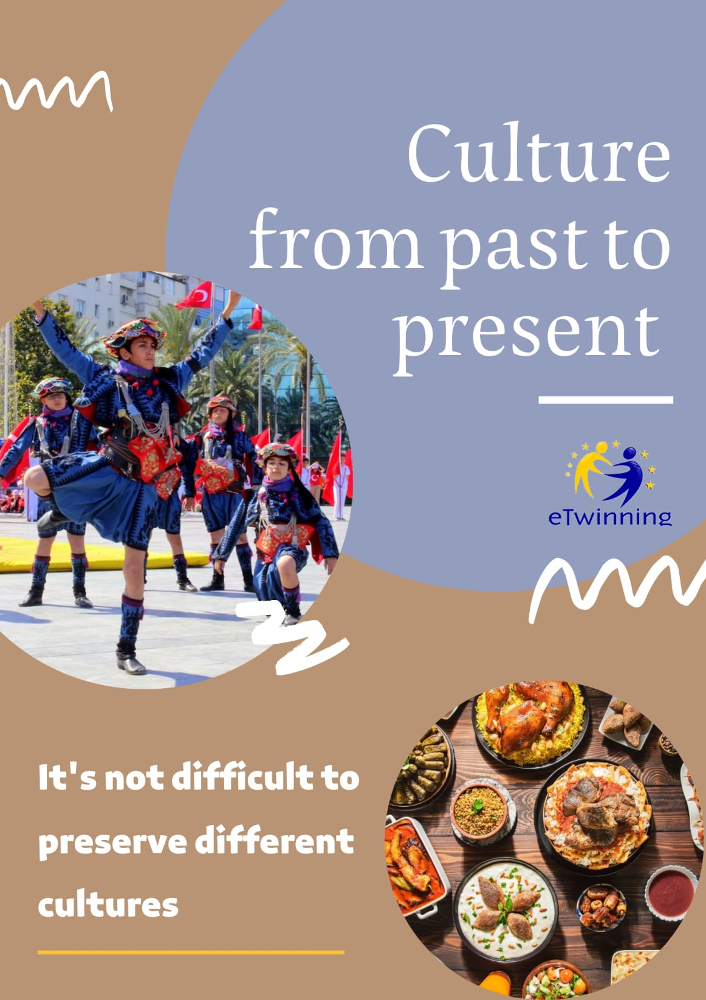 Culture
from past to
present
eTwinning
It's not difficult to
preserve different
cultures